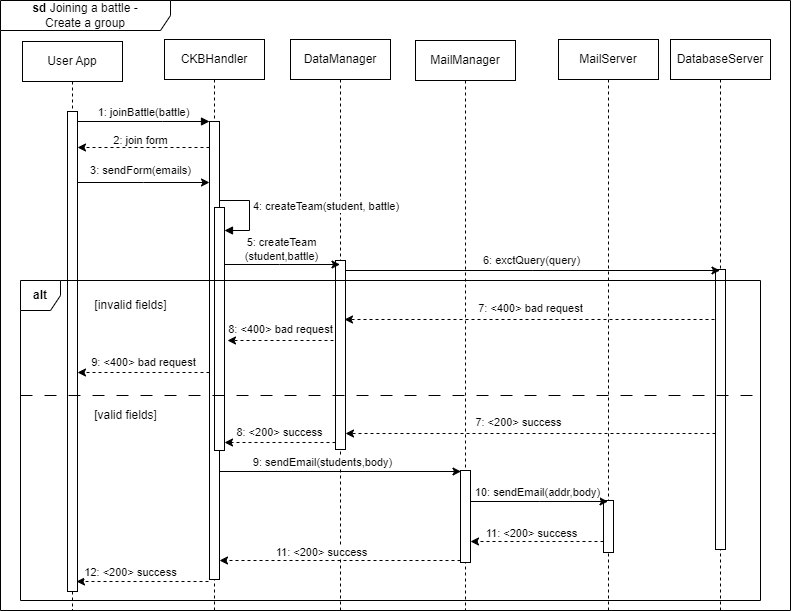 sd Joining a battle -
Create a group
User App
CKBHandler
DataManager
MailManager
MailServer
DatabaseServer
1: joinBattle(battle)
2: join form
3: sendForm(emails)
4: createTeam(student, battle)
5: createTeam
(student,battle)
6: exctQuery(query)
alt
[invalid fields]
7: <400> bad request
8: <400> bad request
9: <400> bad request
[valid fields]
7: <200> success
8: <200> success
9: sendEmail(students,body)
10: sendEmail(addr,body)
11: <200> success
11: <200> success
12: <200> success